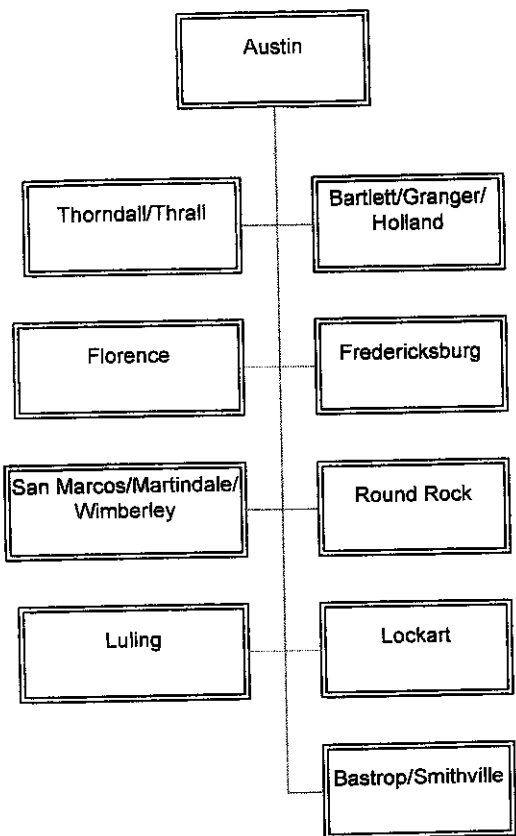 Austin
Thorndall/Thrall
Bartlett/Granger/
Holland
Florence
Fredericksburg
San Marcos/Martindale/
Wimberley
Round Rock
Luling
Lockart
Bastrop/Smithville